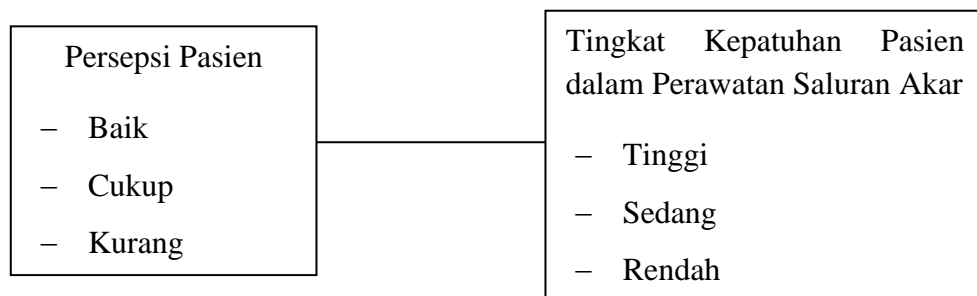 Persepsi Pasien
– Baik
– Cukup
– Kurang
Tingkat Kepatuhan Pasien
dalam Perawatan Saluran Akar
– Tinggi
– Sedang
– Rendah